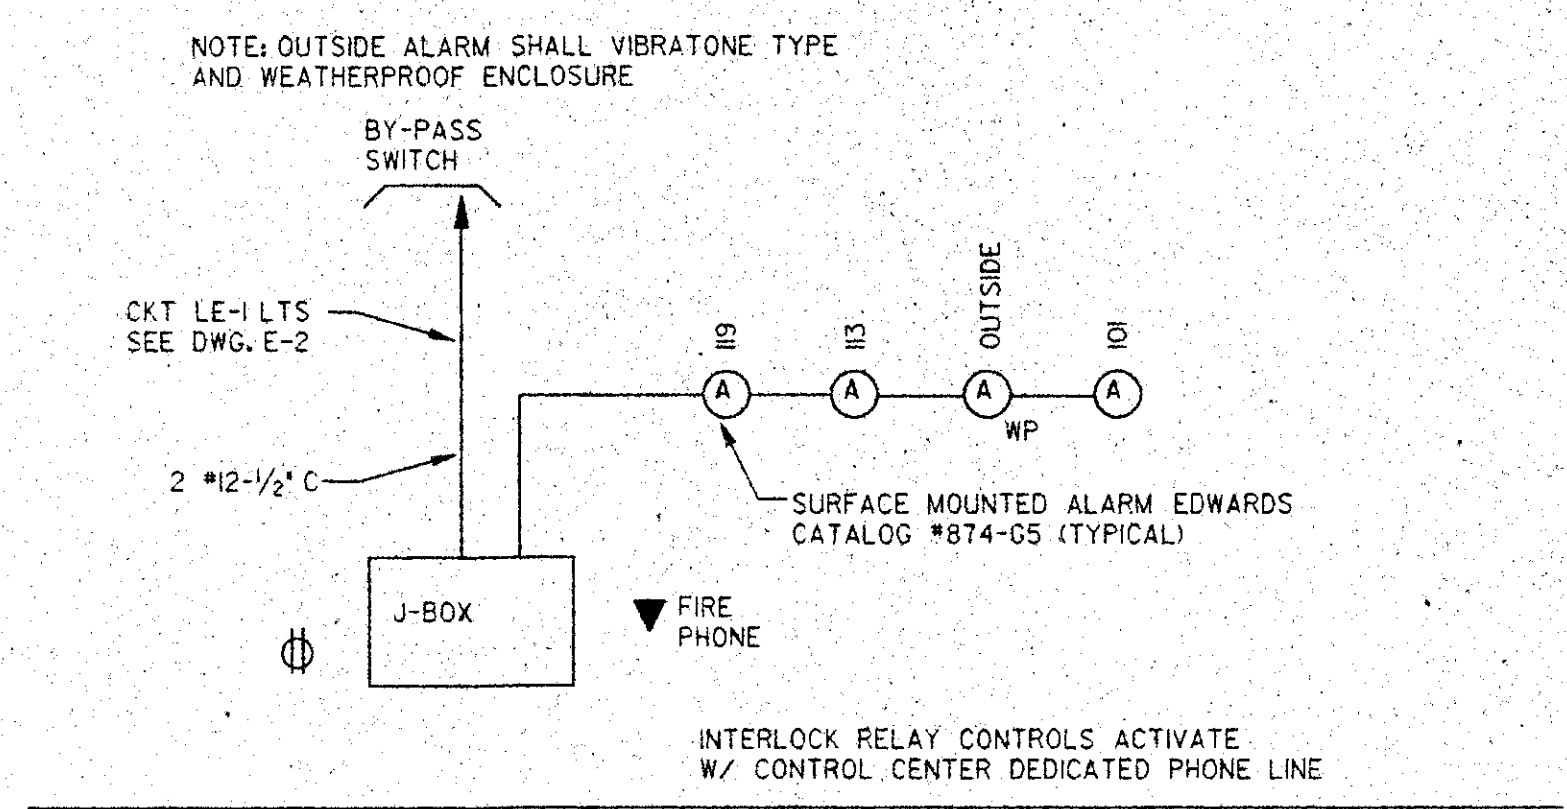 NOTE: OUTSIDE ALARM SHALL VIBRATONE TYPE
AND WEATHERPROOF ENCLOSURE
BY-PASS
SWITCH
CKT LE-1 LTS
SEE DWG. E-2
119
113
OUTSIDE
101
A
A
A
A
WP
2 #12-1/2" C
SURFACE MOUNTED ALARM EDWARDS
CATALOG #874-G5 (TYPICAL)
J-BOX
FIRE
PHONE
INTERLOCK RELAY CONTROLS ACTIVATE
W/ CONTROL CENTER DEDICATED PHONE LINE